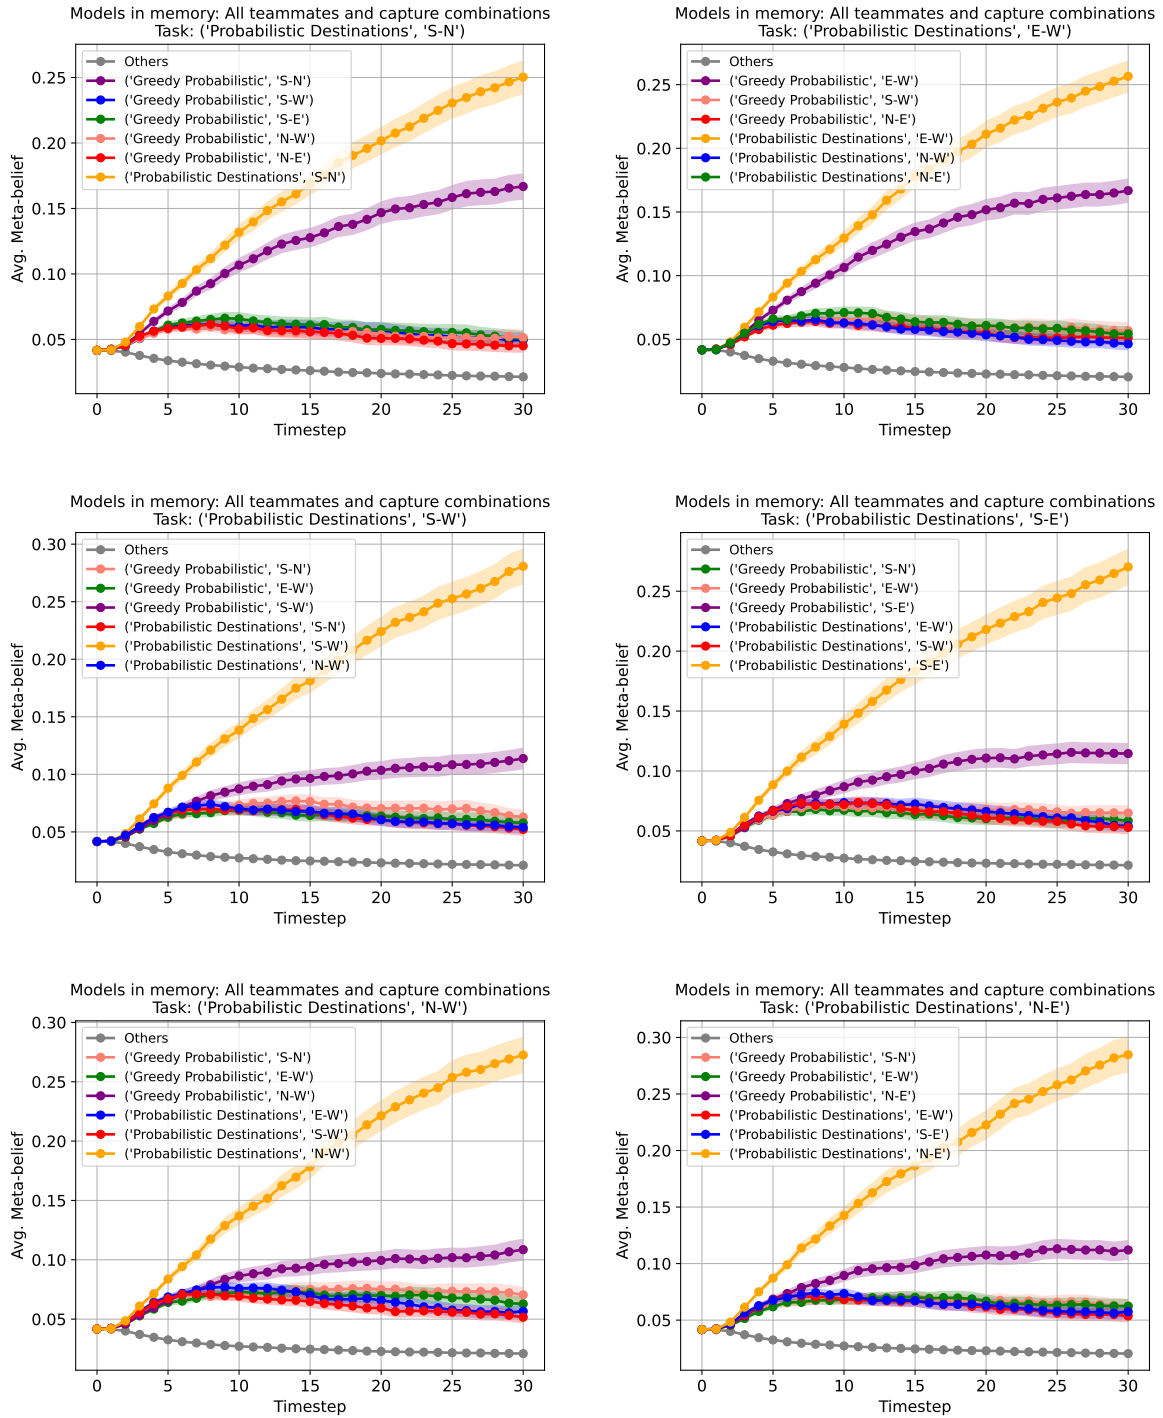 Models in memory: All teammates and capture combinations
Task: ('Probabilistic Destinations', 'S-N')
Avg. Meta-belief
0.25
0.20
0.15
0.10
0.05
Others
('Greedy Probabilistic', 'S-N')
('Greedy Probabilistic', 'S-W')
('Greedy Probabilistic', 'S-E')
('Greedy Probabilistic', 'N-W')
('Greedy Probabilistic', 'N-E')
('Probabilistic Destinations', 'S-N')
0 5 10 15 20 25 30
Timestep
Models in memory: All teammates and capture combinations
Task: ('Probabilistic Destinations', 'E-W')
Avg. Meta-belief
0.25
0.20
0.15
0.10
0.05
Others
('Greedy Probabilistic', 'E-W')
('Greedy Probabilistic', 'S-W')
('Greedy Probabilistic', 'N-E')
('Probabilistic Destinations', 'E-W')
('Probabilistic Destinations', 'N-W')
('Probabilistic Destinations', 'N-E')
0 5 10 15 20 25 30
Timestep
Models in memory: All teammates and capture combinations
Task: ('Probabilistic Destinations', 'S-W')
Avg. Meta-belief
0.30
0.25
0.20
0.15
0.10
0.05
Others
('Greedy Probabilistic', 'S-N')
('Greedy Probabilistic', 'E-W')
('Greedy Probabilistic', 'S-W')
('Probabilistic Destinations', 'S-N')
('Probabilistic Destinations', 'S-W')
('Probabilistic Destinations', 'N-W')
0 5 10 15 20 25 30
Timestep
Models in memory: All teammates and capture combinations
Task: ('Probabilistic Destinations', 'S-E')
Avg. Meta-belief
0.25
0.20
0.15
0.10
0.05
Others
('Greedy Probabilistic', 'S-N')
('Greedy Probabilistic', 'E-W')
('Greedy Probabilistic', 'S-E')
('Probabilistic Destinations', 'E-W')
('Probabilistic Destinations', 'S-W')
('Probabilistic Destinations', 'S-E')
0 5 10 15 20 25 30
Timestep
Models in memory: All teammates and capture combinations
Task: ('Probabilistic Destinations', 'N-W')
Avg. Meta-belief
0.30
0.25
0.20
0.15
0.10
0.05
Others
('Greedy Probabilistic', 'S-N')
('Greedy Probabilistic', 'E-W')
('Greedy Probabilistic', 'N-W')
('Probabilistic Destinations', 'E-W')
('Probabilistic Destinations', 'S-W')
('Probabilistic Destinations', 'N-W')
0 5 10 15 20 25 30
Timestep
Models in memory: All teammates and capture combinations
Task: ('Probabilistic Destinations', 'N-E')
Avg. Meta-belief
0.30
0.25
0.20
0.15
0.10
0.05
Others
('Greedy Probabilistic', 'S-N')
('Greedy Probabilistic', 'E-W')
('Greedy Probabilistic', 'N-E')
('Probabilistic Destinations', 'E-W')
('Probabilistic Destinations', 'S-E')
('Probabilistic Destinations', 'N-E')
0 5 10 15 20 25 30
Timestep